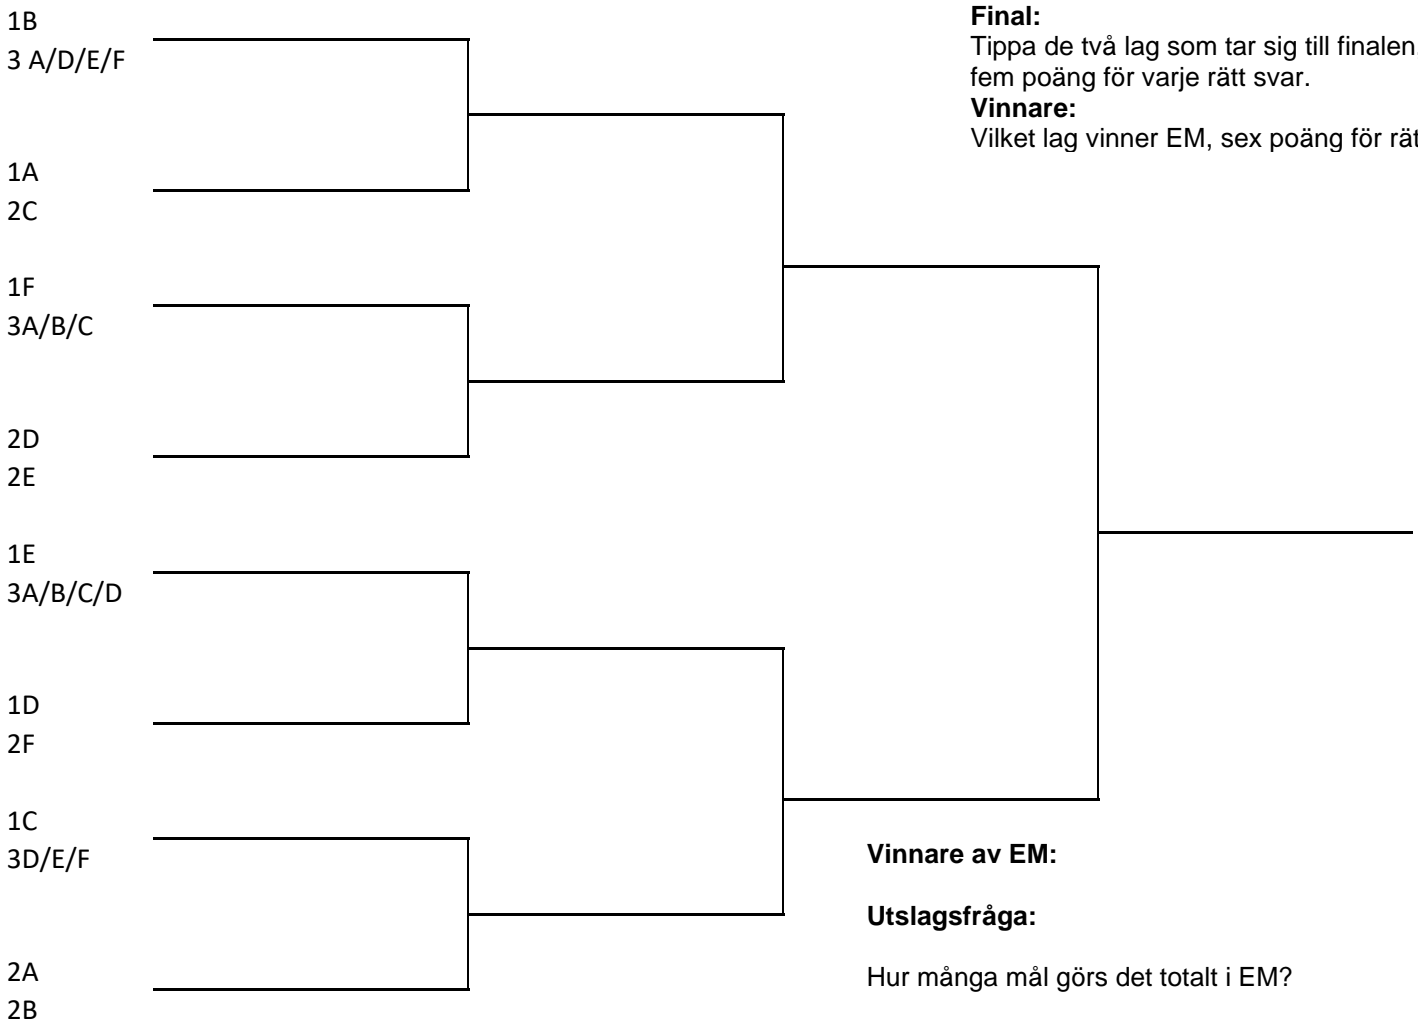 1B
3 A/D/E/F
1A
2C
1F
3A/B/C
2D
2E
1E
3A/B/C/D
1D
2F
1C
3D/E/F
2A
2B
Final:
Tippa de två lag som tar sig till finalen.
fem poäng för varje rätt svar.
Vinnare:
Vilket lag vinner EM, sex poäng för
Vinnare av EM:
Utslagsfråga:
Hur många mål görs det totalt i EM?